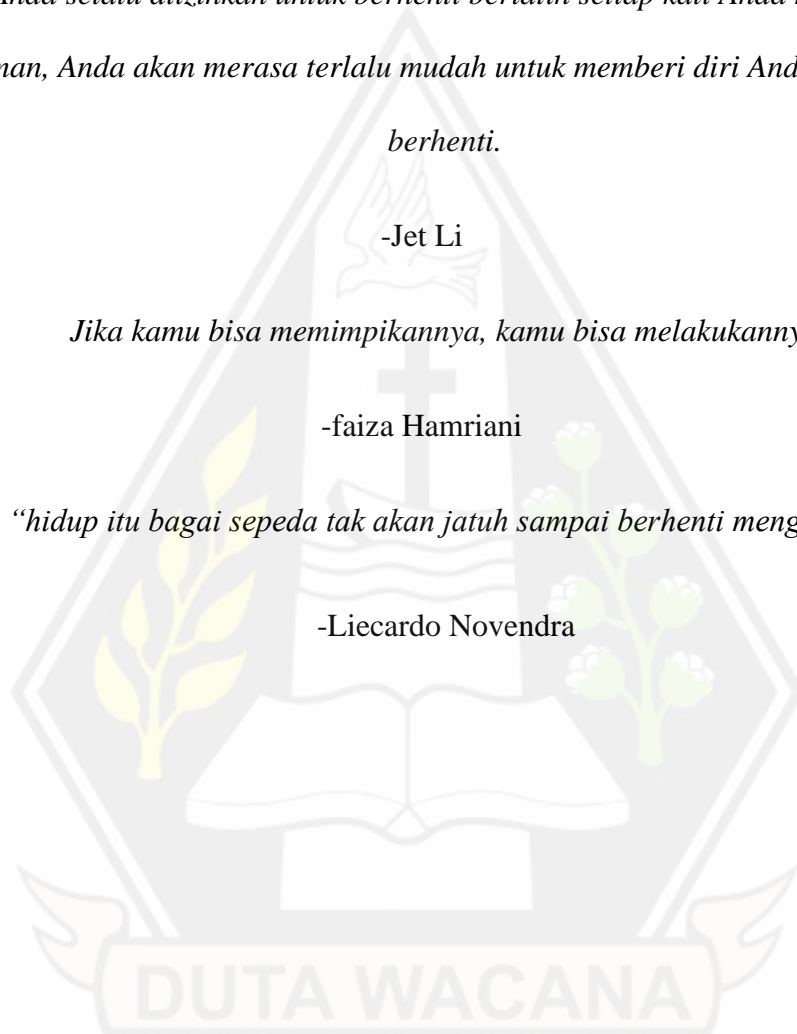 Anda selalu diizinkan untuk berhenti berlatih setiap kali Anda
man, Anda akan merasa terlalu mudah untuk memberi diri And
berhenti.
-Jet Li
Jika kamu bisa memimpikannya, kamu bisa melakukanny
-faiza Hamriani
“hidup itu bagai sepeda tak akan jatuh sampai berhenti meng
-Liecardo Novendra
DUTA WACANA